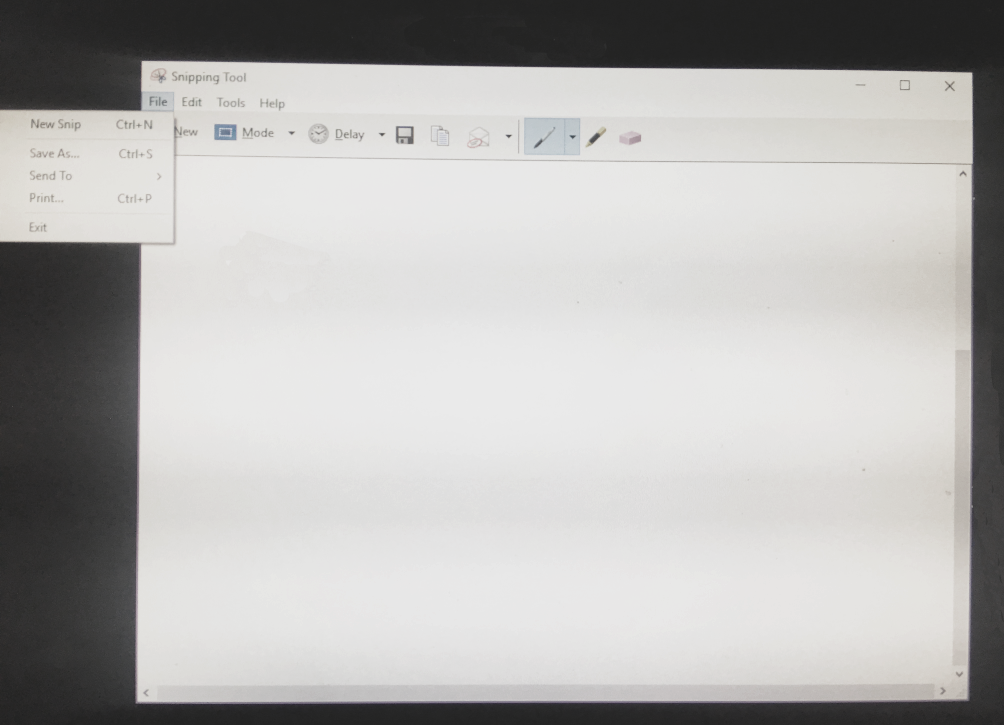 Snipping Tool
File Edit Tools Help
New Mode Delay
New Snip Ctrl+N
Save As... Ctrl+S
Send To
Print... Ctrl+P
Exit